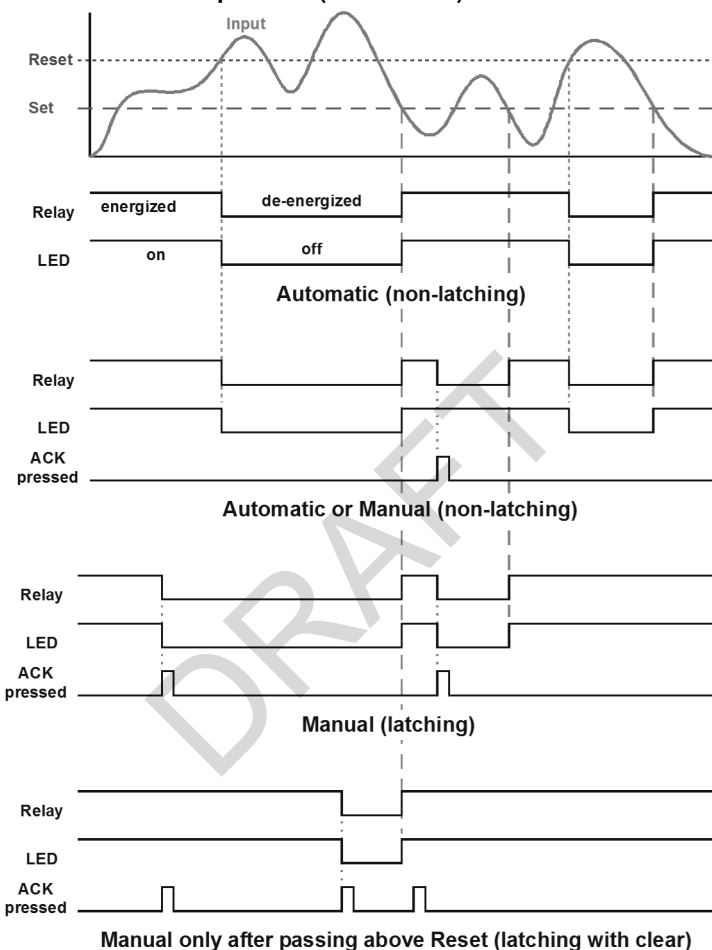 Input
Reset
Set
Relay energized de-energized
LED on off
Automatic (non-latching)
Relay
LED
ACK
pressed
Automatic or Manual (non-latching)
Relay
LED
ACK
pressed
Manual (latching)
Relay
LED
ACK
pressed
Manual only after passing above Reset (latching with clear)
DRAFT